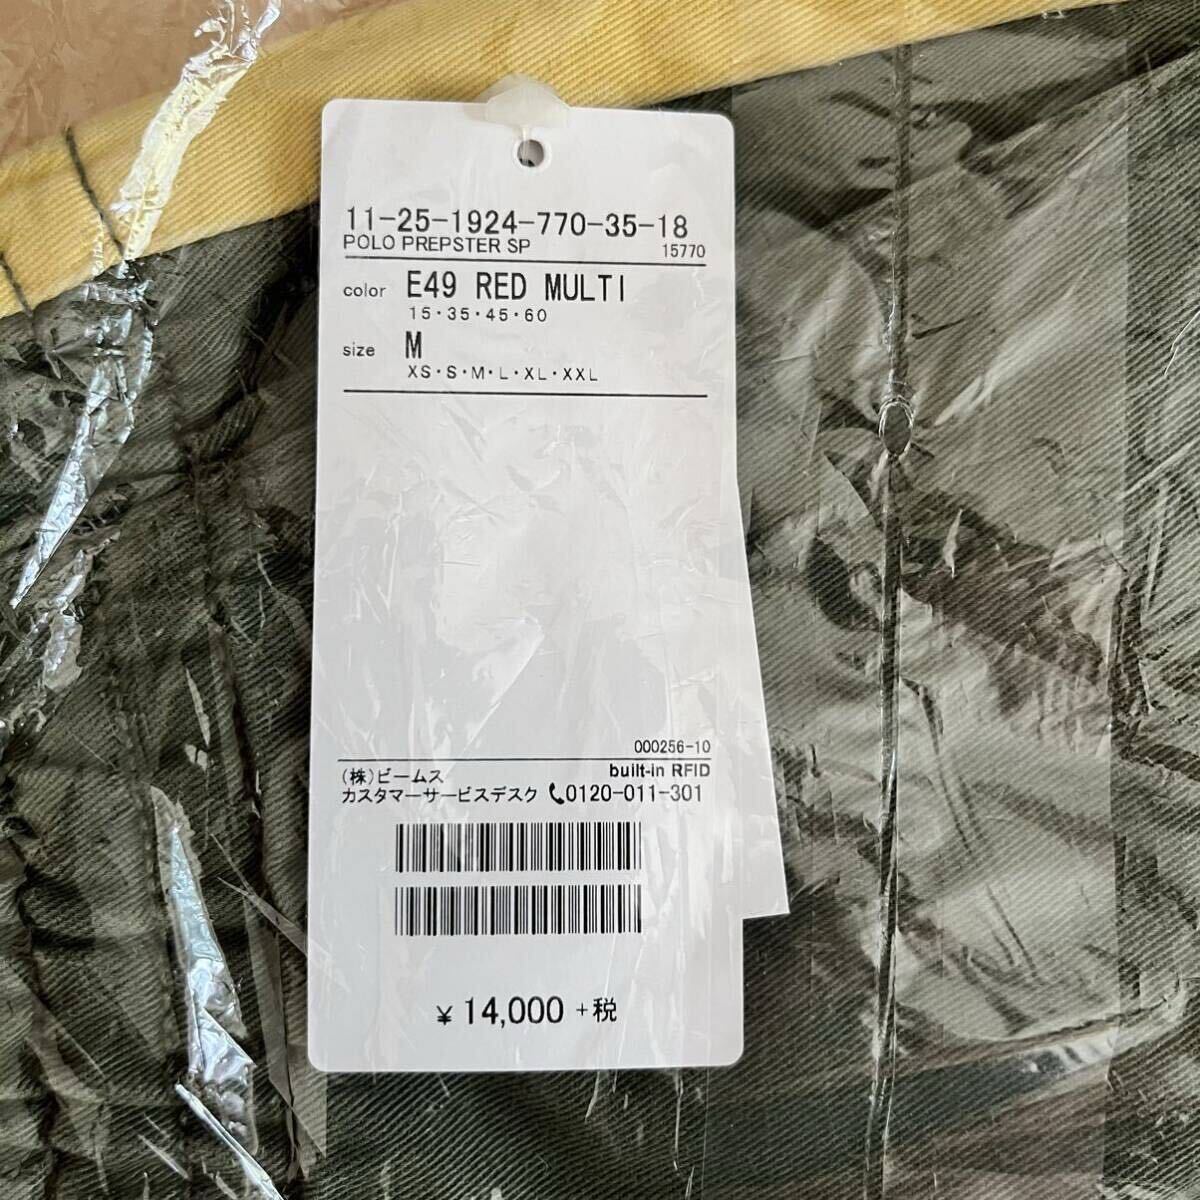 11-25-1924-770-35-18
POLO PREPSTER SP 15770
color E49 RED MULTI
15・35・45・60
size M
XS・S・M・L・XL・XXL
000256-10
(株)ビームス built-in RFID
カスタマーサービスデスク 0120-011-301
¥ 14,000 +税